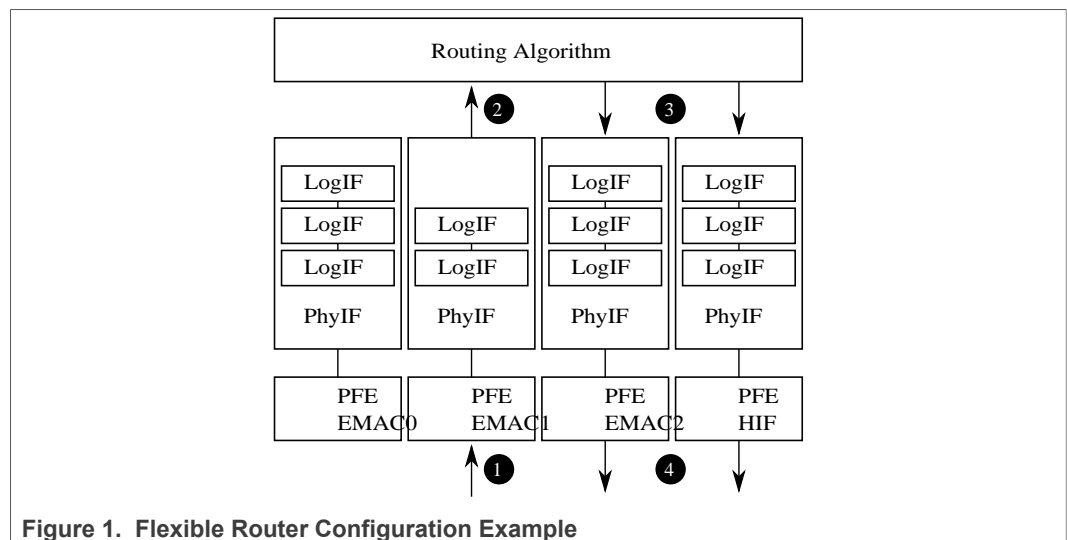 Routing Algorithm
2
3
LogIF
LogIF
LogIF
PhyIF
LogIF
LogIF
PhyIF
LogIF
LogIF
LogIF
PhyIF
LogIF
LogIF
LogIF
PhyIF
PFE
EMAC0
PFE
EMAC1
PFE
EMAC2
PFE
HIF
1
4
Figure 1. Flexible Router Configuration Example